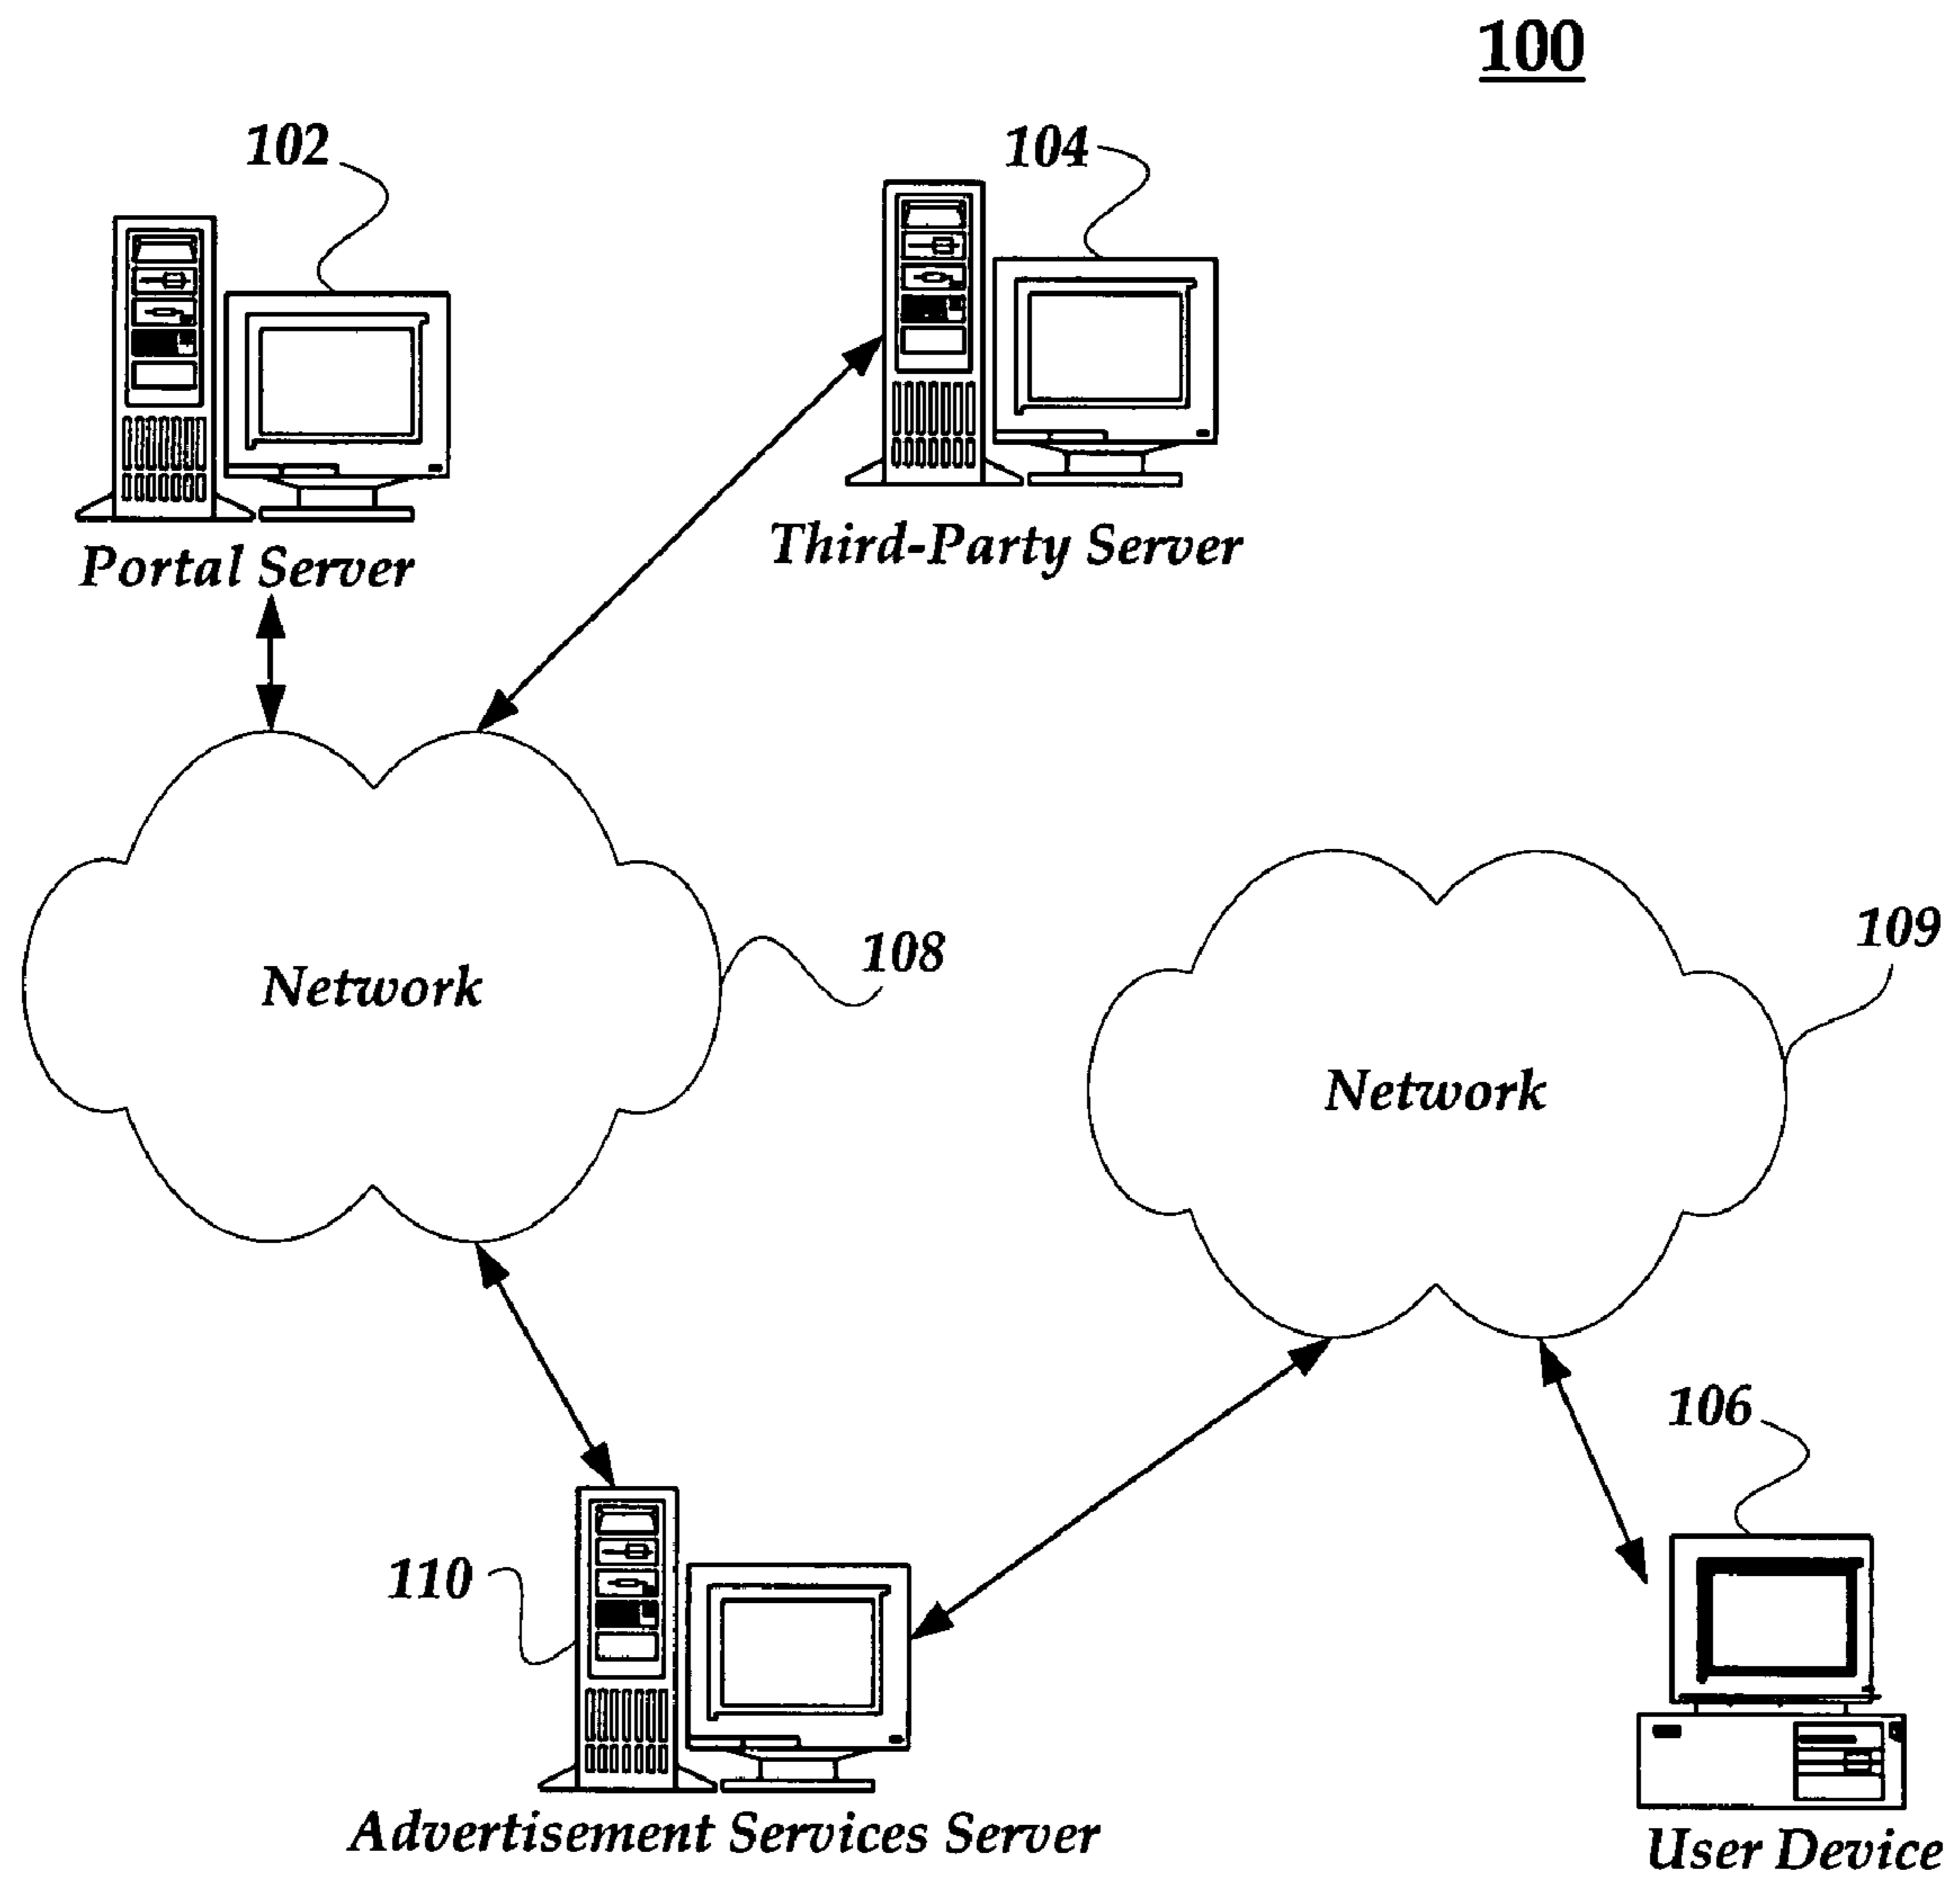 100
102
104
Portal Server
Third-Party Server
108
109
Network
Network
106
110
Advertisement Services Server
User Device